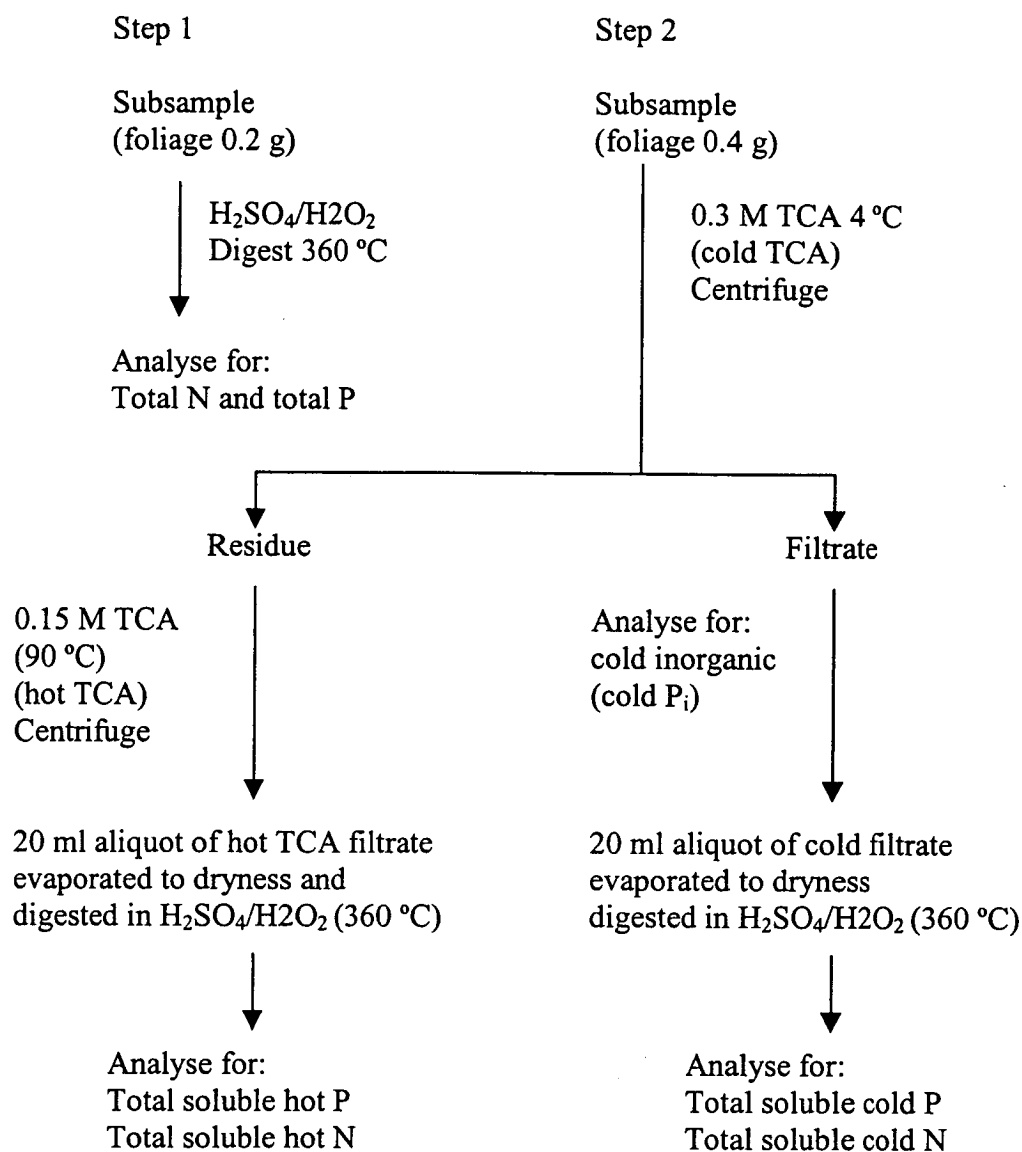 Step 1
Subsample
(foliage 0.2 g)
H₂SO₄/H2O₂
Digest 360 ºC
Analyse for:
Total N and total P
Step 2
Subsample
(foliage 0.4 g)
0.3 M TCA 4 ºC
(cold TCA)
Centrifuge
Residue
0.15 M TCA
(90 ºC)
(hot TCA)
Centrifuge
20 ml aliquot of hot TCA filtrate
evaporated to dryness and
digested in H₂SO₄/H2O₂ (360 ºC)
Analyse for:
Total soluble hot P
Total soluble hot N
Filtrate
Analyse for:
cold inorganic
(cold Pᵢ)
20 ml aliquot of cold filtrate
evaporated to dryness
digested in H₂SO₄/H2O₂ (360 ºC)
Analyse for:
Total soluble cold P
Total soluble cold N